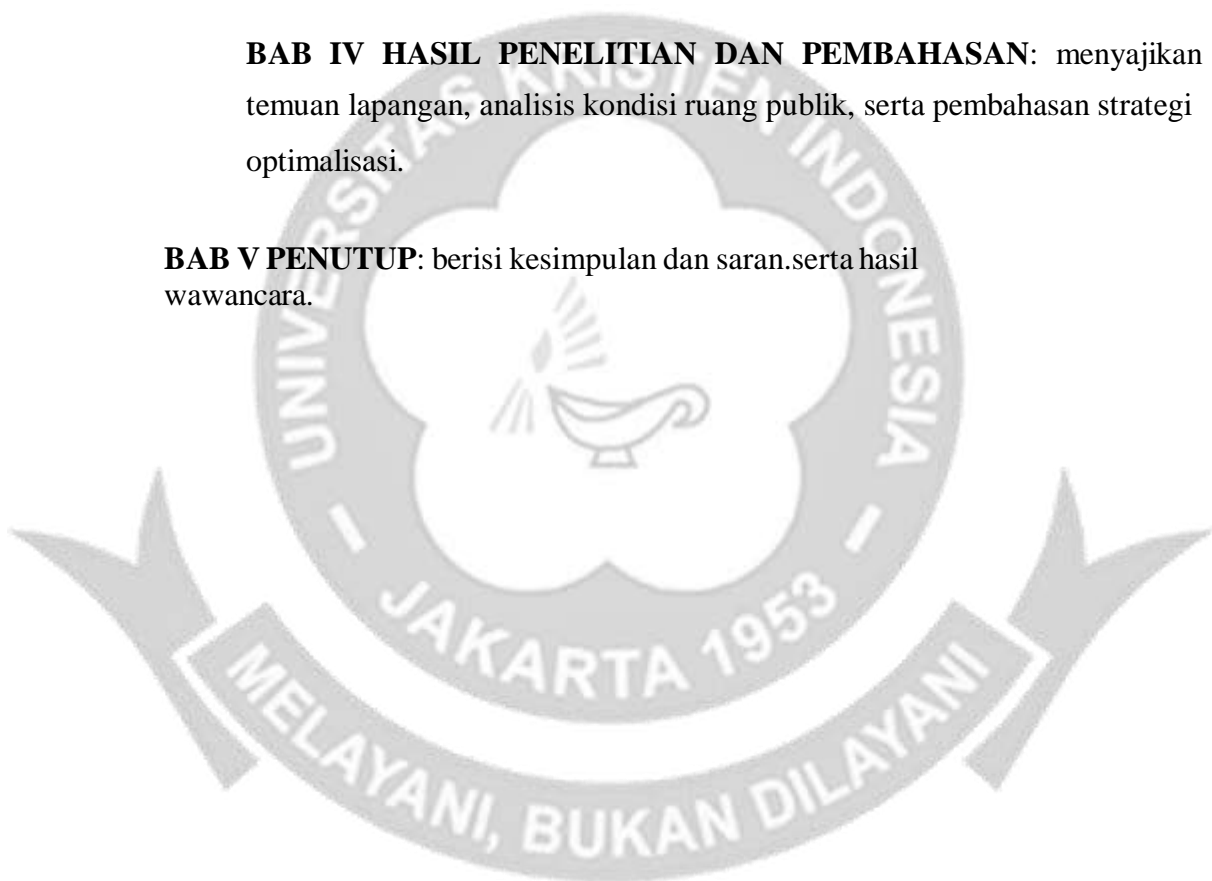 BAB IV HASIL PENELITIAN DAN PEMBAHASAN: menyajikan
temuan lapangan, analisis kondisi ruang publik, serta pembahasan strategi
optimalisasi.
BAB V PENUTUP: berisi kesimpulan dan saran.serta hasil
wawancara.
UNIVERSITAS KRISTEN INDONESIA
JAKARTA 1953
MELAYANI, BUKAN DILAYANI